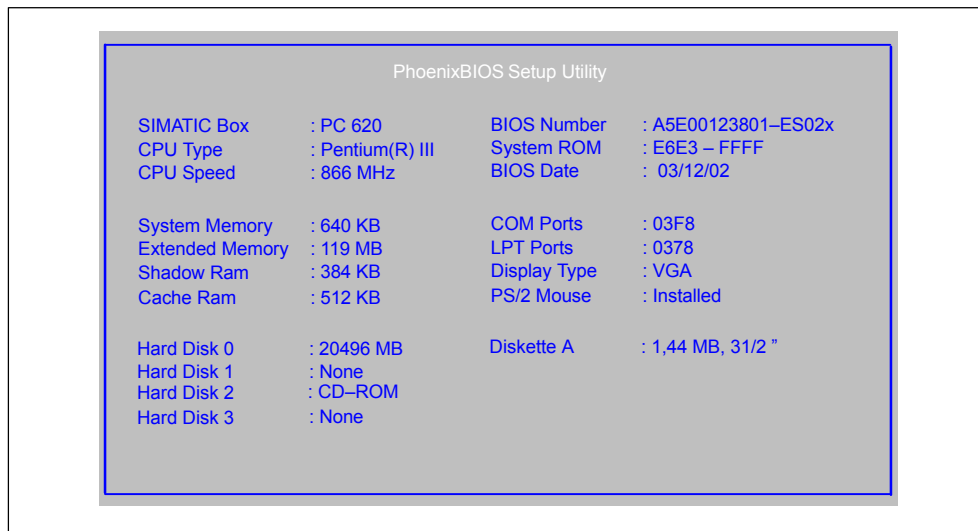 PhoenixBIOS Setup Utility
SIMATIC Box : PC 620 BIOS Number : A5E00123801–ES02x
CPU Type : Pentium(R) III System ROM : E6E3 – FFFF
CPU Speed : 866 MHz BIOS Date : 03/12/02
System Memory : 640 KB COM Ports : 03F8
Extended Memory : 119 MB LPT Ports : 0378
Shadow Ram : 384 KB Display Type : VGA
Cache Ram : 512 KB PS/2 Mouse : Installed
Hard Disk 0 : 20496 MB Diskette A : 1,44 MB, 31/2 ”
Hard Disk 1 : None
Hard Disk 2 : CD–ROM
Hard Disk 3 : None